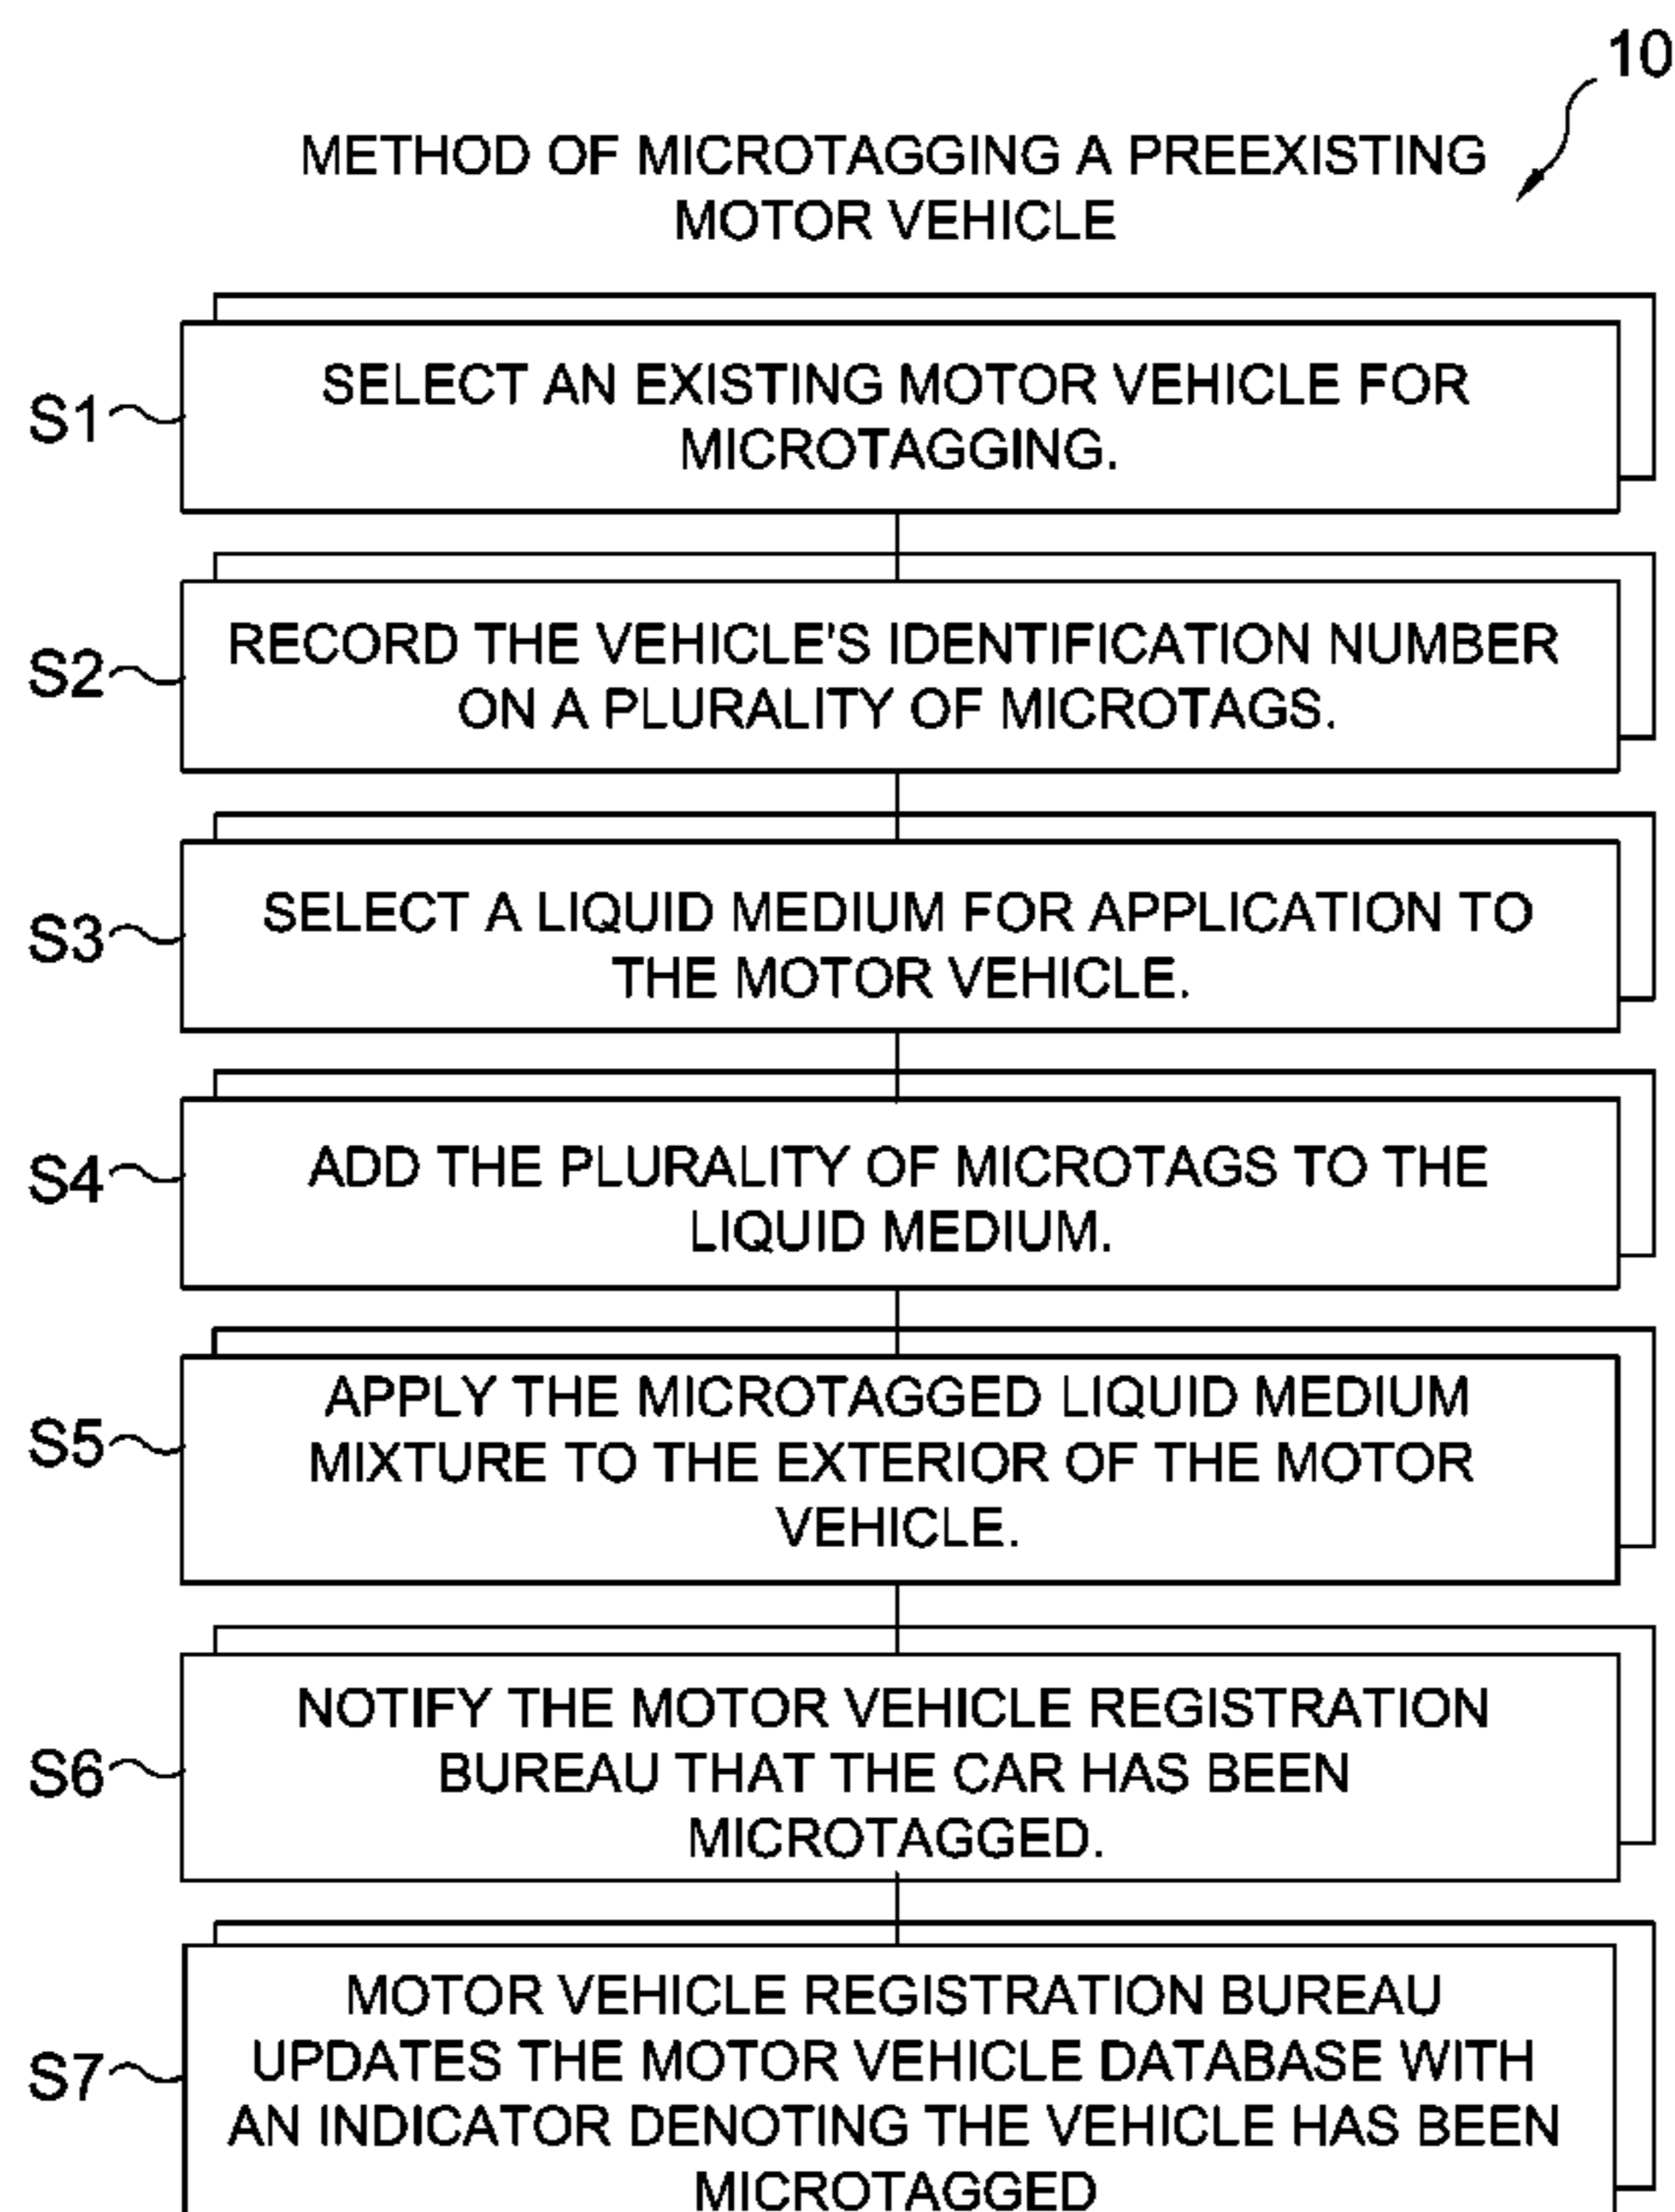 10
METHOD OF MICROTAGGING A PREEXISTING
MOTOR VEHICLE
SELECT AN EXISTING MOTOR VEHICLE FOR
MICROTAGGING.
S1
RECORD THE VEHICLE'S IDENTIFICATION NUMBER
ON A PLURALITY OF MICROTAGS.
S2
SELECT A LIQUID MEDIUM FOR APPLICATION TO
THE MOTOR VEHICLE.
S3
ADD THE PLURALITY OF MICROTAGS TO THE
LIQUID MEDIUM.
S4
APPLY THE MICROTAGGED LIQUID MEDIUM
MIXTURE TO THE EXTERIOR OF THE MOTOR
VEHICLE.
S5
NOTIFY THE MOTOR VEHICLE REGISTRATION
BUREAU THAT THE CAR HAS BEEN
MICROTAGGED.
S6
MOTOR VEHICLE REGISTRATION BUREAU
UPDATES THE MOTOR VEHICLE DATABASE WITH
AN INDICATOR DENOTING THE VEHICLE HAS BEEN
MICROTAGGED
S7